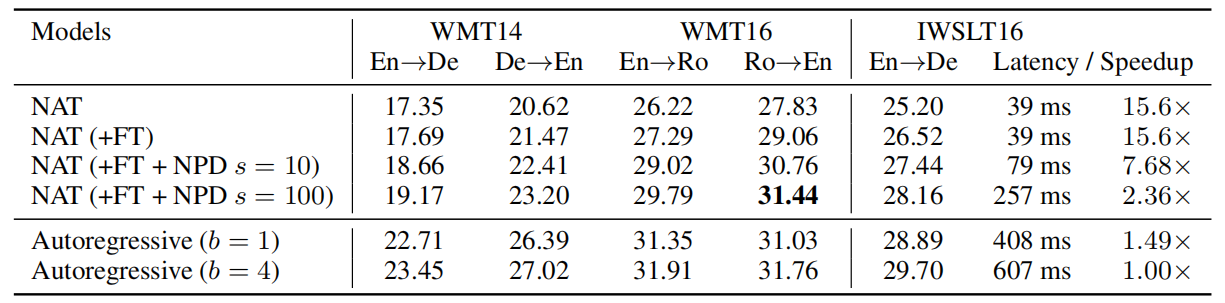 Models WMT14 WMT16 IWSLT16
En→De De→En En→Ro Ro→En En→De Latency / Speedup
NAT 17.35 20.62 26.22 27.83 25.20 39 ms 15.6×
NAT (+FT) 17.69 21.47 27.29 29.06 26.52 39 ms 15.6×
NAT (+FT + NPD s = 10) 18.66 22.41 29.02 30.76 27.44 79 ms 7.68×
NAT (+FT + NPD s = 100) 19.17 23.20 29.79 31.44 28.16 257 ms 2.36×
Autoregressive (b = 1) 22.71 26.39 31.35 31.03 28.89 408 ms 1.49×
Autoregressive (b = 4) 23.45 27.02 31.91 31.76 29.70 607 ms 1.00×